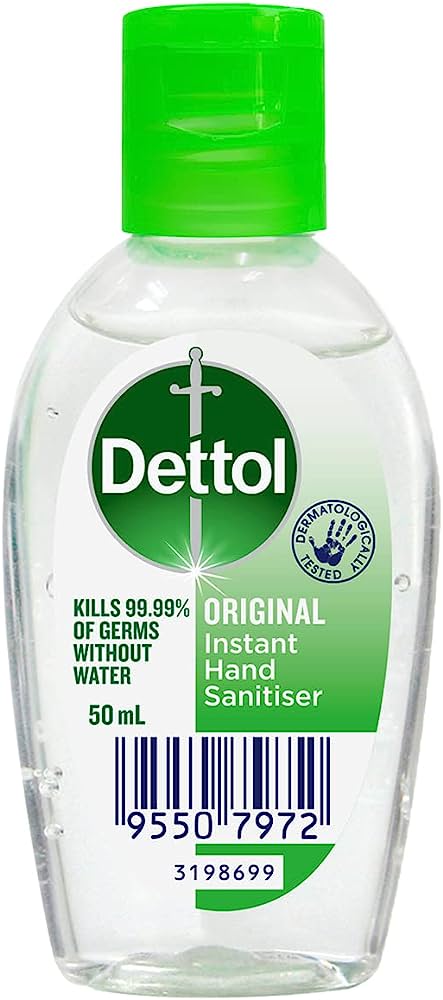 Dettol
DERMATOLOGICALLY
TESTED
KILLS 99.99%
OF GERMS
WITHOUT
WATER
50 mL
ORIGINAL
Instant
Hand
Sanitiser
9550 7972
3198699